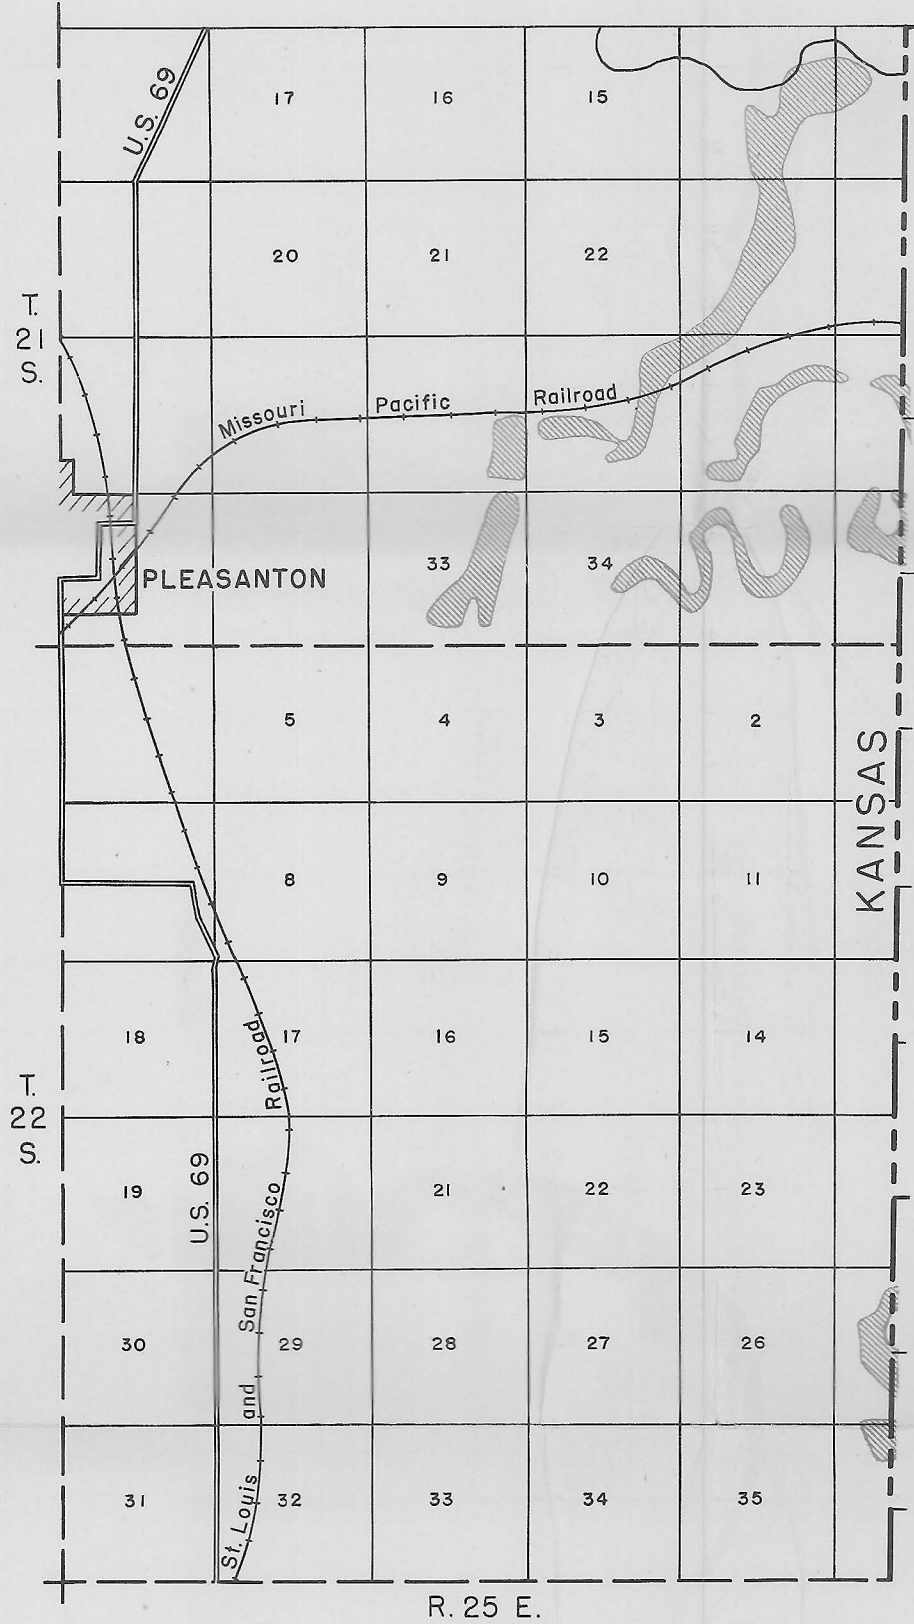 U.S. 69
17 16 15
20 21 22
T.
21
S.
Missouri Pacific Railroad
33 34
PLEASANTON
5 4 3 2
KANSAS
8 9 10 11
18 17 16 15 14
Railroad
T.
22
S.
U.S. 69
19 21 22 23
San Francisco
30 29 28 27 26
and
31 32 33 34 35
St. Louis
R. 25 E.